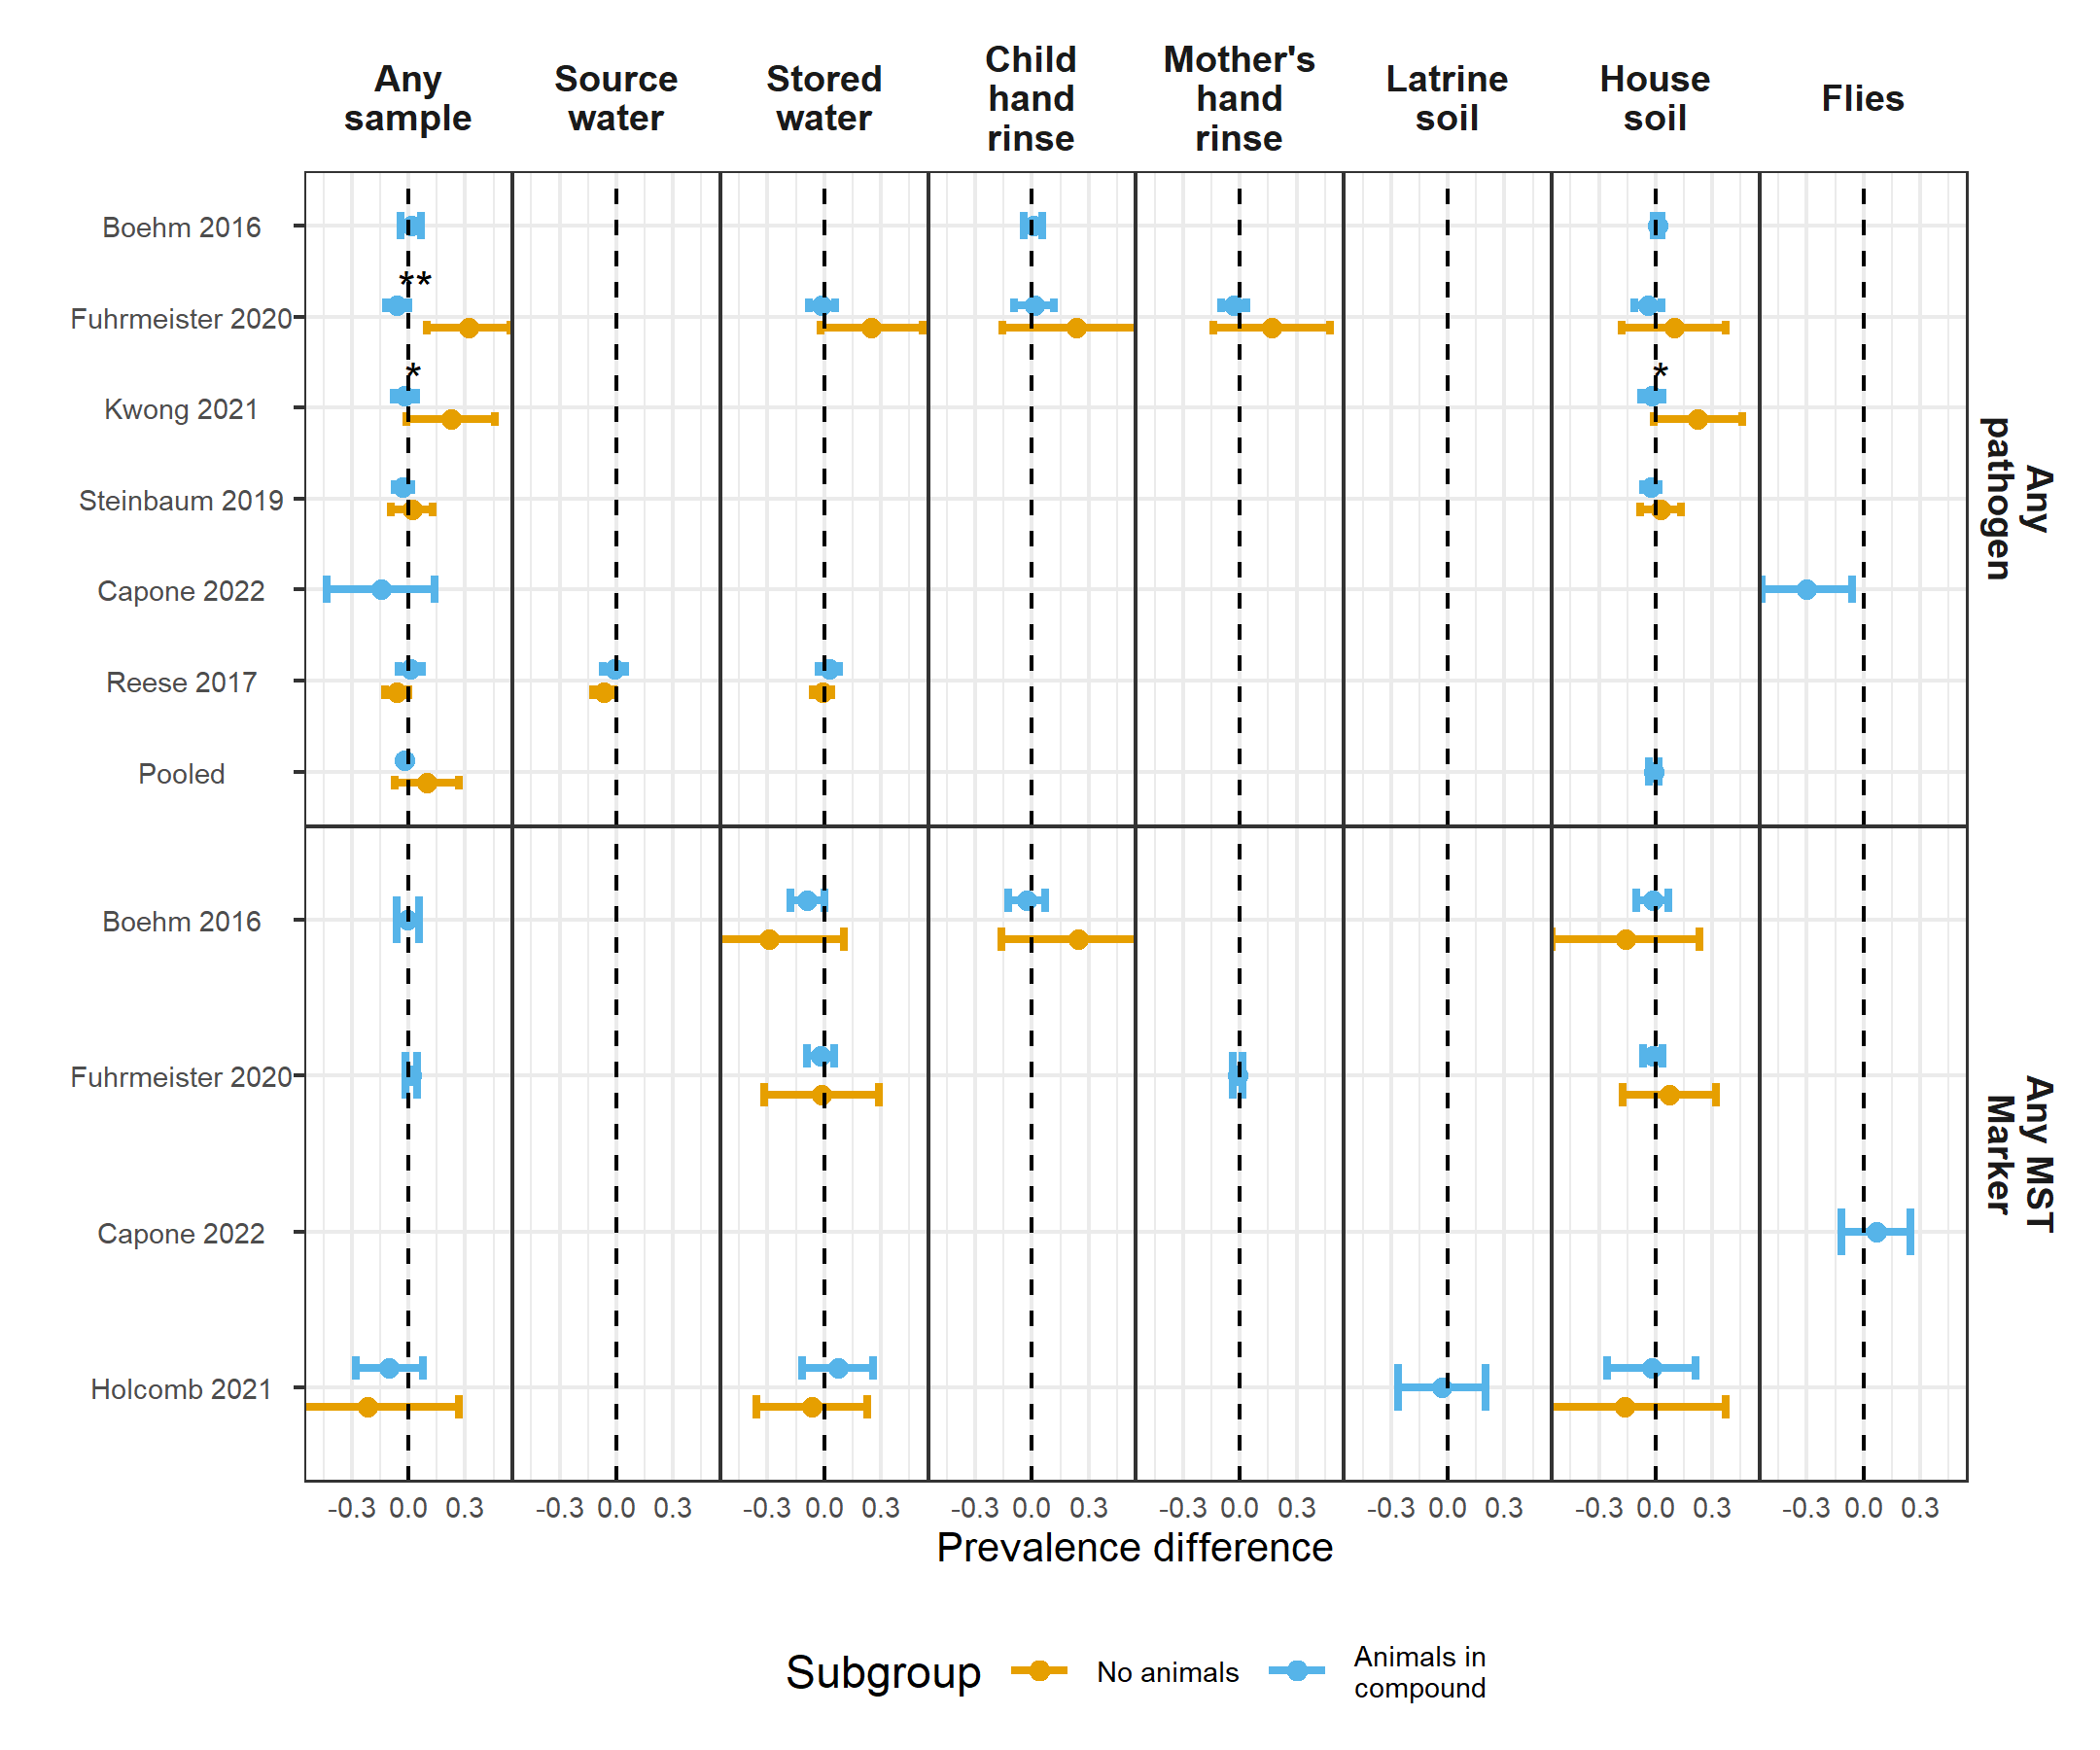 Any
sample
Source
water
Stored
water
Child
hand
rinse
Mother's
hand
rinse
Latrine
soil
House
soil
Flies
Boehm 2016
**
Fuhrmeister 2020
*
*
Kwong 2021
Steinbaum 2019
Capone 2022
Reese 2017
Pooled
Any
pathogen
Boehm 2016
Fuhrmeister 2020
Capone 2022
Holcomb 2021
Any MST
Marker
-0.3 0.0 0.3 -0.3 0.0 0.3 -0.3 0.0 0.3 -0.3 0.0 0.3 -0.3 0.0 0.3 -0.3 0.0 0.3 -0.3 0.0 0.3 -0.3 0.0 0.3
Prevalence difference
Subgroup No animals Animals in
compound